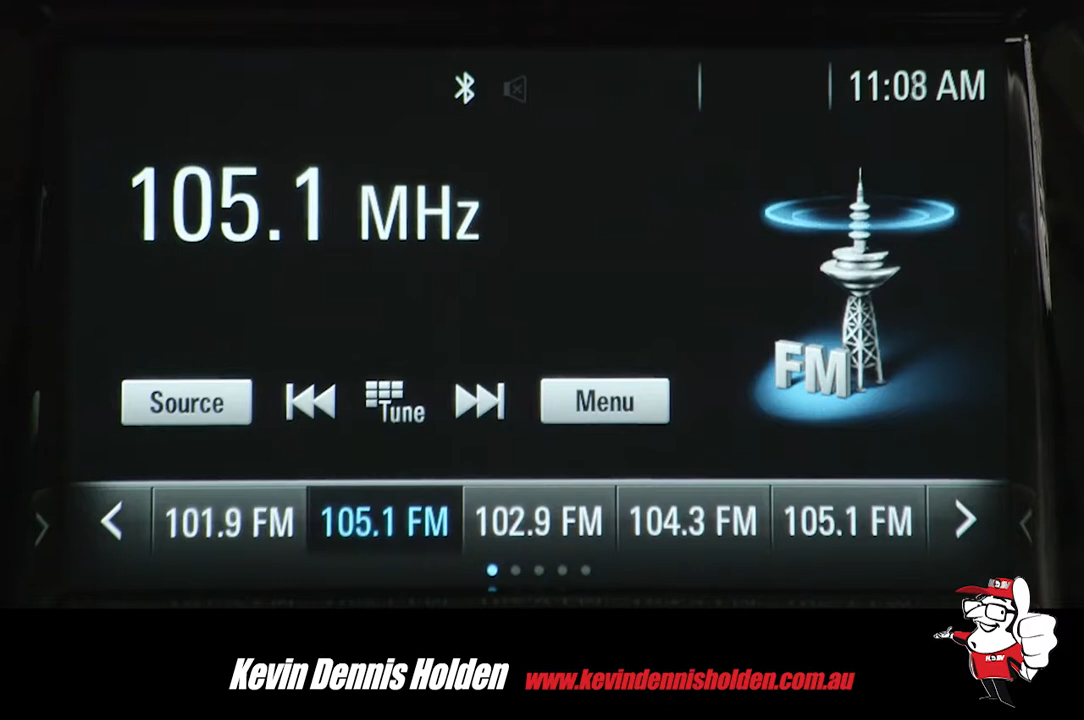 11:08 AM
105.1 MHz
FM
Source Tune Menu
101.9 FM 105.1 FM 102.9 FM 104.3 FM 105.1 FM
Kevin Dennis Holden www.kevindennisholden.com.au